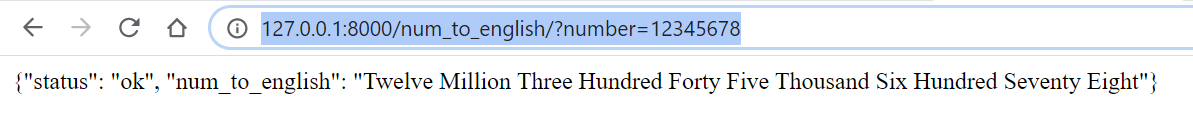 127.0.0.1:8000/num_to_english/?number=12345678
{"status": "ok", "num_to_english": "Twelve Million Three Hundred Forty Five Thousand Six Hundred Seventy Eight"}